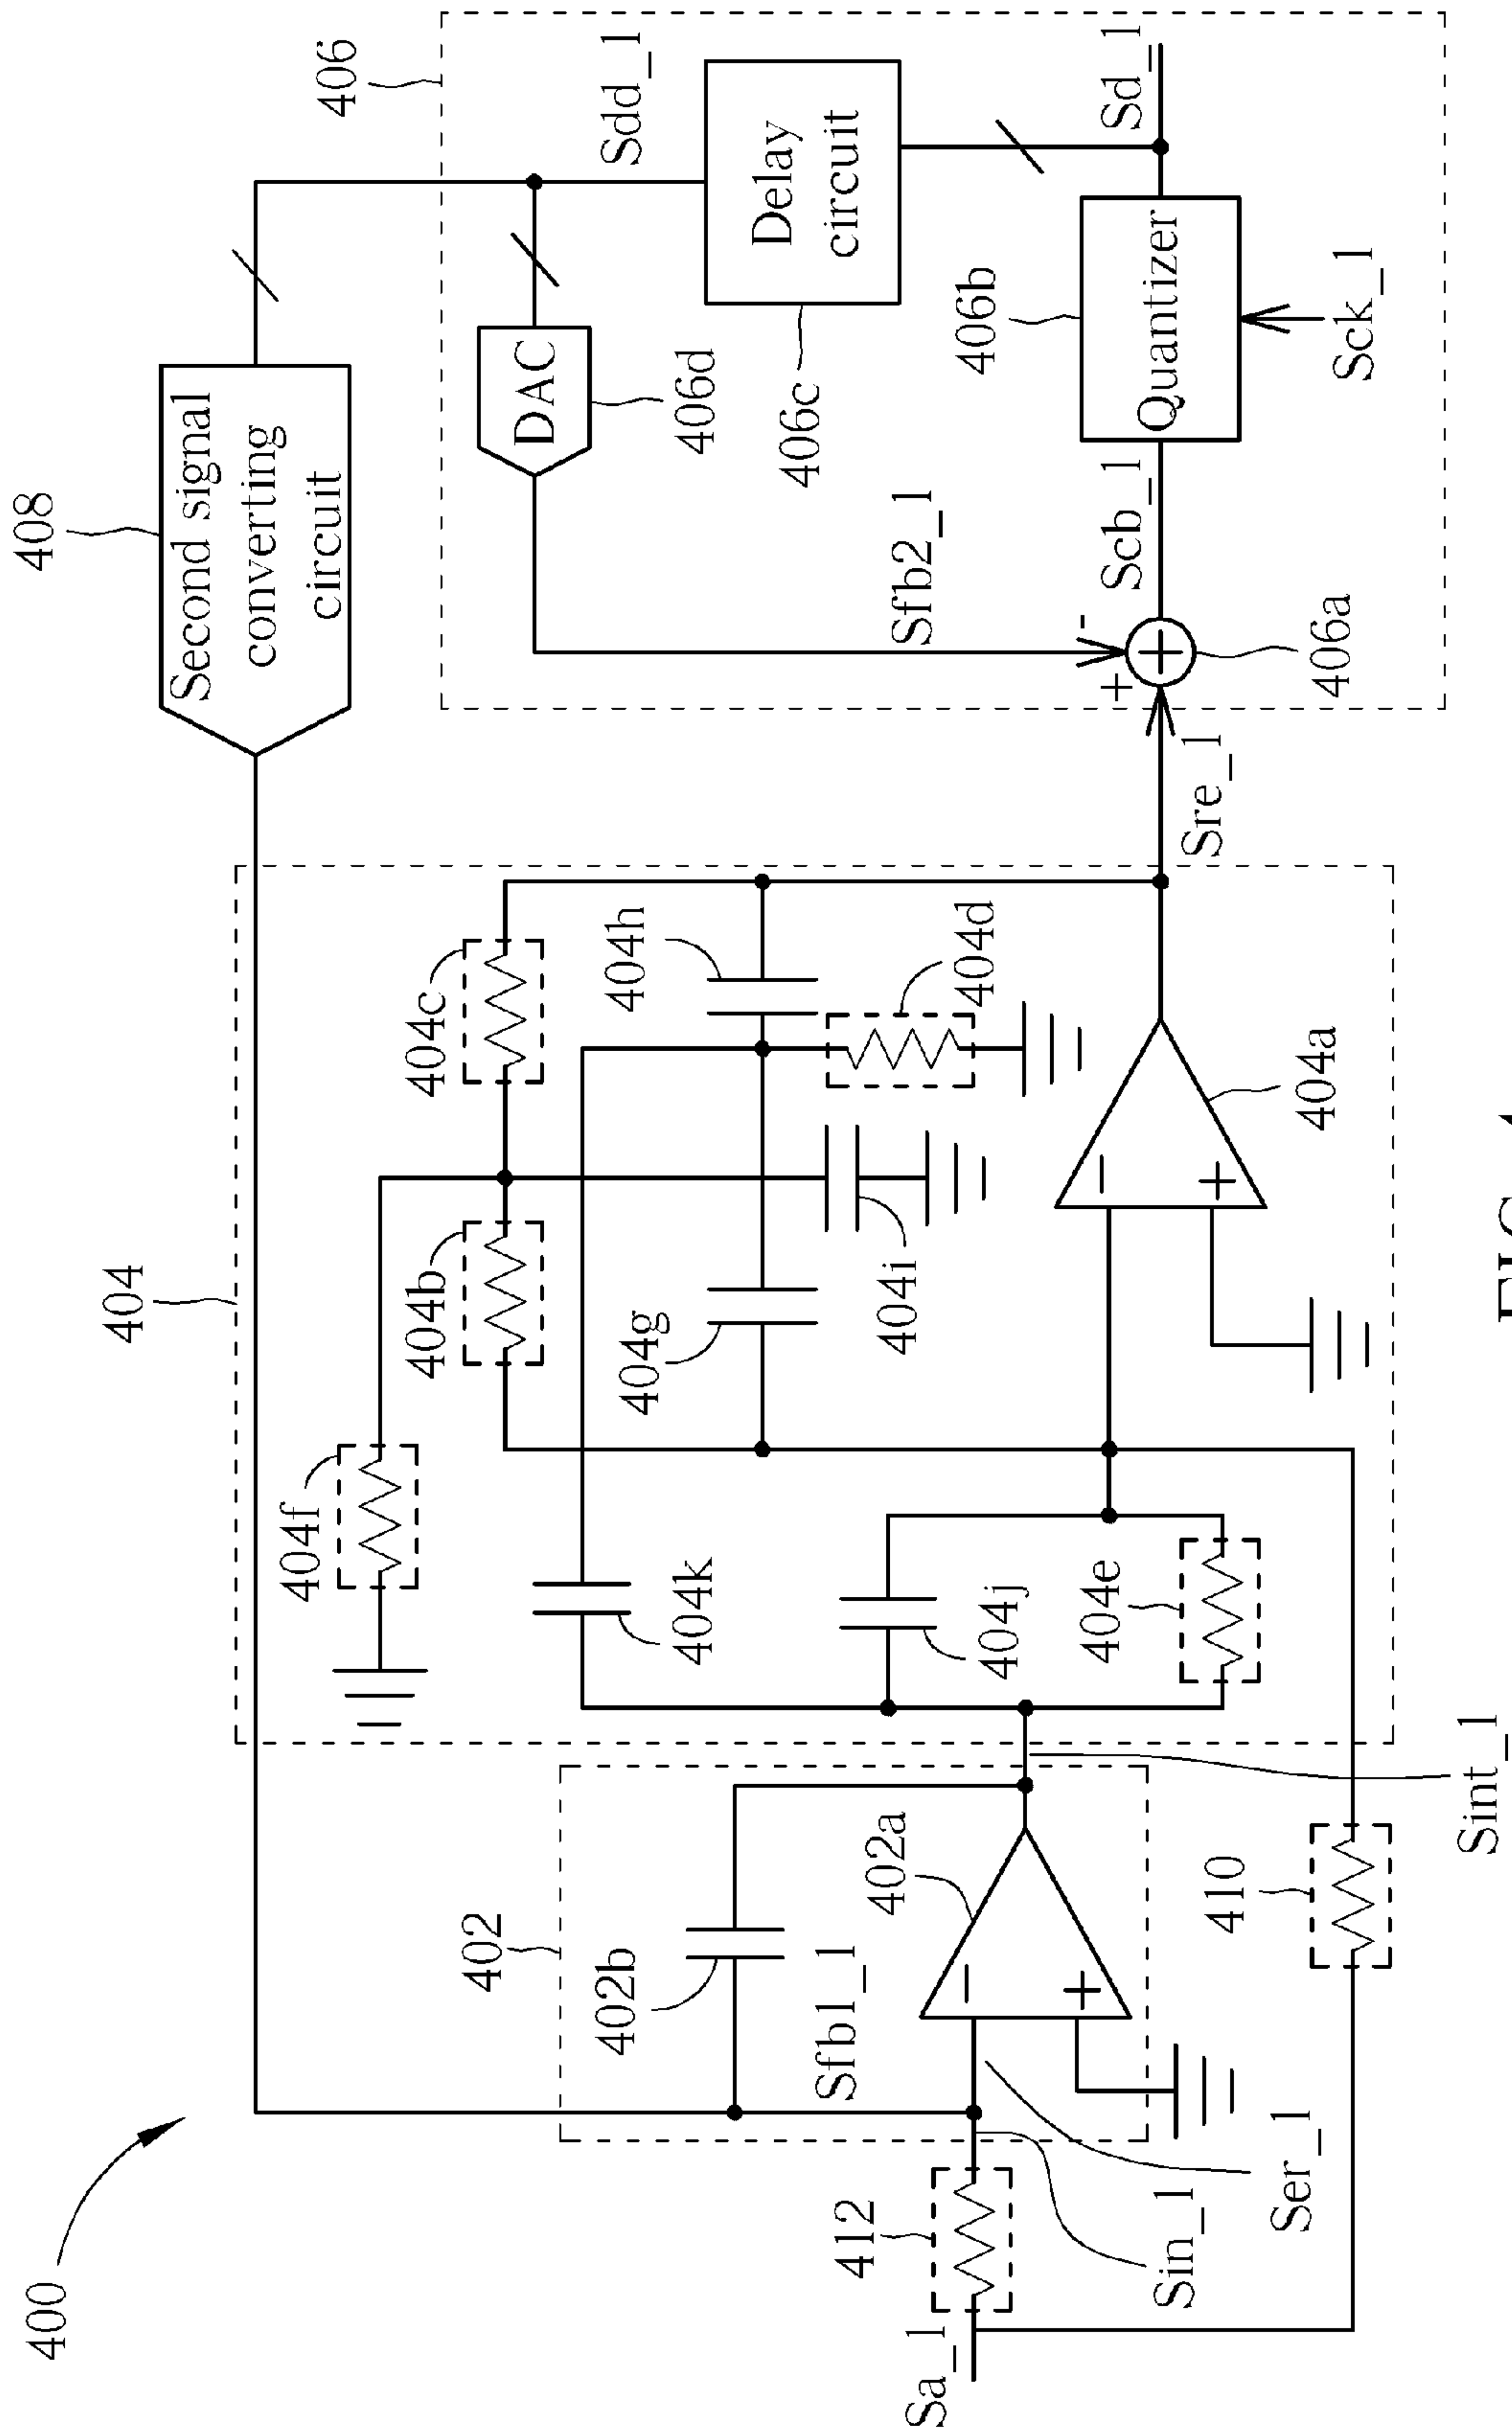 400
408
Second signal
converting
circuit
404
406
404f
404c
404b
404k
404g
404h
404i
404d
404j
404e
404a
402
402b
Sfb1_1
402a
412
Sa_1
Sin_1
Ser_1
410
Sint_1
Sre_1
DAC
406d
Sdd_1
Delay
circuit
406c
Sfb2_1
406b
Scb_1
Quantizer
Sd_1
406a
Sck_1
+
-
+
−
+
−
+